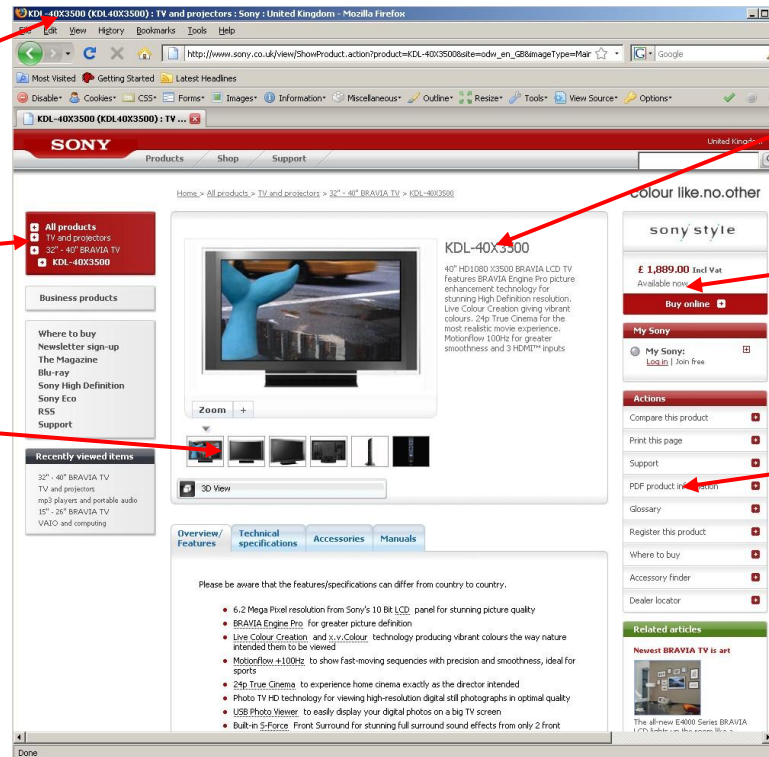 KDL-40X3500 (KDL40X3500) : TV and projectors : Sony : United Kingdom - Mozilla Firefox
File Edit View History Bookmarks Tools Help
http://www.sony.co.uk/view/ShowProduct.action?product=KDL-40X3500&site=odw_en_GB&imageType=Mair
Google
Most Visited Getting Started Latest Headlines
Disable Cookies CSS Forms Images Information Miscellaneous Outline Resize Tools View Source Options
KDL-40X3500 (KDL40X3500) : TV ...
SONY
United
Products Shop Support
Home > All products > TV and projectors > 32" - 40" BRAVIA TV > KDL-40X3500
colour like.no.other
All products
TV and projectors
32" - 40" BRAVIA TV
KDL-40X3500
Business products
Where to buy
Newsletter sign-up
The Magazine
Blu-ray
Sony High Definition
Sony Eco
RSS
Support
Recently viewed items
32" - 40" BRAVIA TV
TV and projectors
mp3 players and portable audio
15" - 26" BRAVIA TV
VAIO and computing
Zoom +
3D View
KDL-40X3500
40" HD1080 X3500 BRAVIA LCD TV
features BRAVIA Engine Pro picture
enhancement technology for
stunning High Definition resolution.
Live Colour Creation giving vibrant
colours. 24p True Cinema for the
most realistic movie experience.
Motionflow 100Hz for greater
smoothness and 3 HDMI™ inputs
sony style
£ 1,889.00 Incl Vat
Available now
Buy online
My Sony
My Sony:
Log in | Join free
Actions
Compare this product
Print this page
Support
PDF product information
Glossary
Register this product
Where to buy
Accessory finder
Dealer locator
Related articles
Newest BRAVIA TV is art
The all-new E4000 Series BRAVIA
Overview/
Features
Technical
specifications
Accessories
Manuals
Please be aware that the features/specifications can differ from country to country.
• 6.2 Mega Pixel resolution from Sony's 10 Bit LCD panel for stunning picture quality
• BRAVIA Engine Pro for greater picture definition
• Live Colour Creation and x.v.Colour technology producing vibrant colours the way nature
intended them to be viewed
• Motionflow +100Hz to show fast-moving sequencies with precision and smoothness, ideal for
sports
• 24p True Cinema to experience home cinema exactly as the director intended
• Photo TV HD technology for viewing high-resolution digital still photographs in optimal quality
• USB Photo Viewer to easily display your digital photos on a big TV screen
• Built-in S-Force Front Surround for stunning full surround sound effects from only 2 front
Done